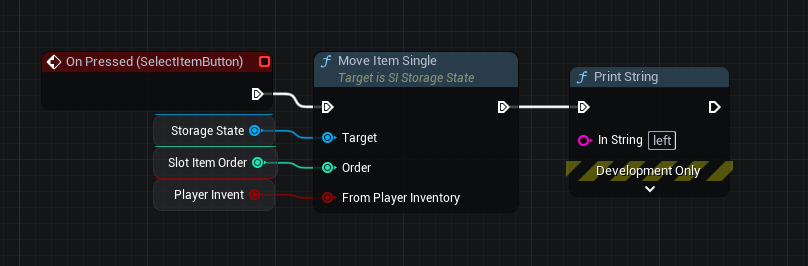 On Pressed (SelectItemButton)
Move Item Single
Target is SI Storage State
Print String
Storage State
Target
In String left
Slot Item Order
Order
Development Only
Player Invent
From Player Inventory